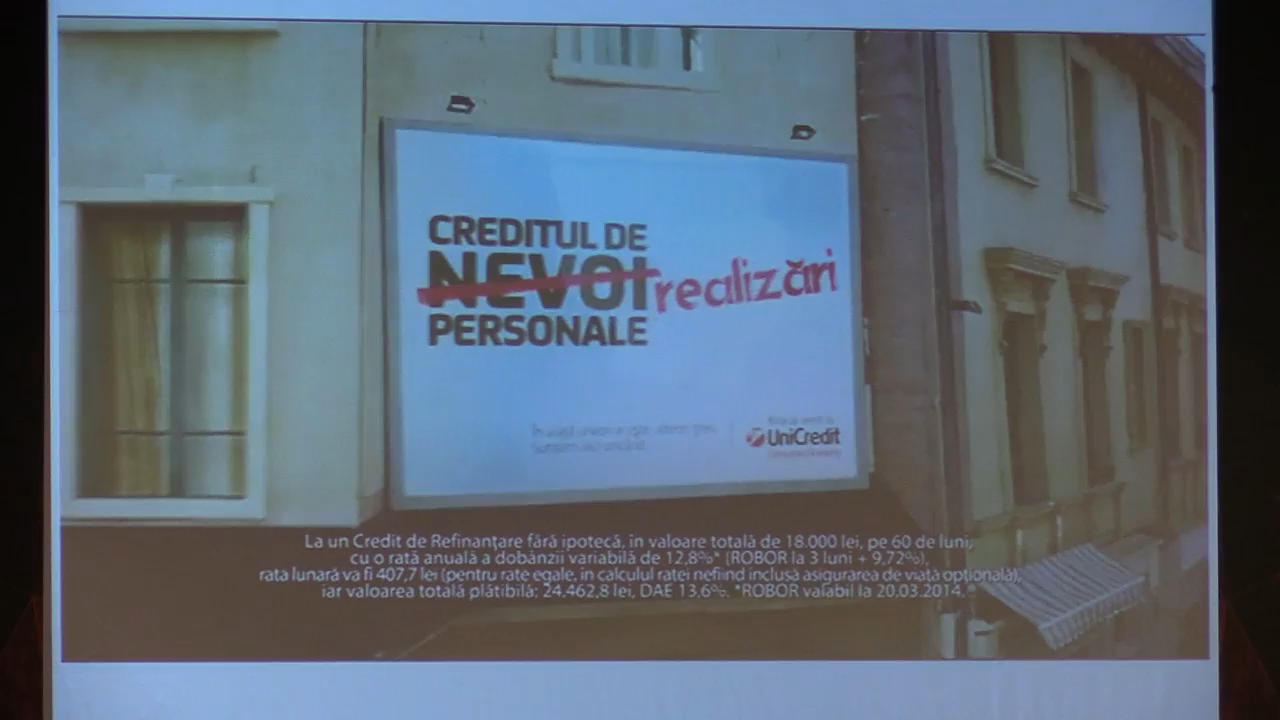 CREDITUL DE
NEVOI realizări
PERSONALE
UniCredit
La un Credit de Refinanțare fără ipotecă, în valoare totală de 18.000 lei, pe 60 de luni,
cu o rată anuală a dobânzii variabilă de 12,8%* (ROBOR la 3 luni + 9,72%),
rata lunară va fi 407,7 lei (pentru rate egale, în calculul ratei nefiind inclusă asigurarea de viață opțională),
iar valoarea totală plătibilă: 24.462,8 lei, DAE 13,6%. *ROBOR valabil la 20.03.2014.